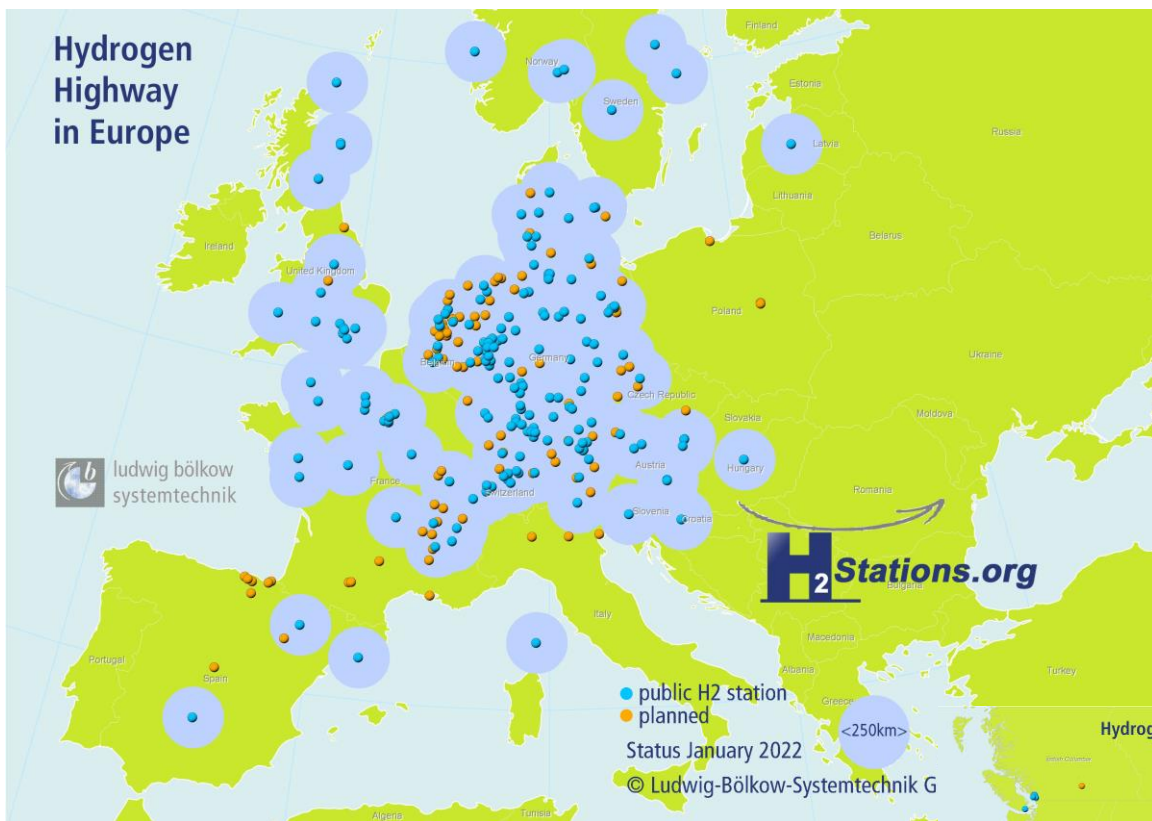 Hydrogen
Highway
in Europe
Finland
Norway
Sweden
Estonia
Latvia
Russia
Lithuania
Belarus
Ireland
United Kingdom
Poland
Belgium
Germany
Ukraine
Czech Republic
Slovakia
Moldova
b ludwig bölkow
systemtechnik
France
Austria
Hungary
Switzerland
Romania
Slovenia
Croatia
H2Stations.org
Bulgaria
Italy
Macedonia
Portugal
Spain
Albania
Turkey
public H2 station
Greece
planned
<250km>
Hydrog
Status January 2022
British Columbia
© Ludwig-Bölkow-Systemtechnik G
Algeria
Tunisia